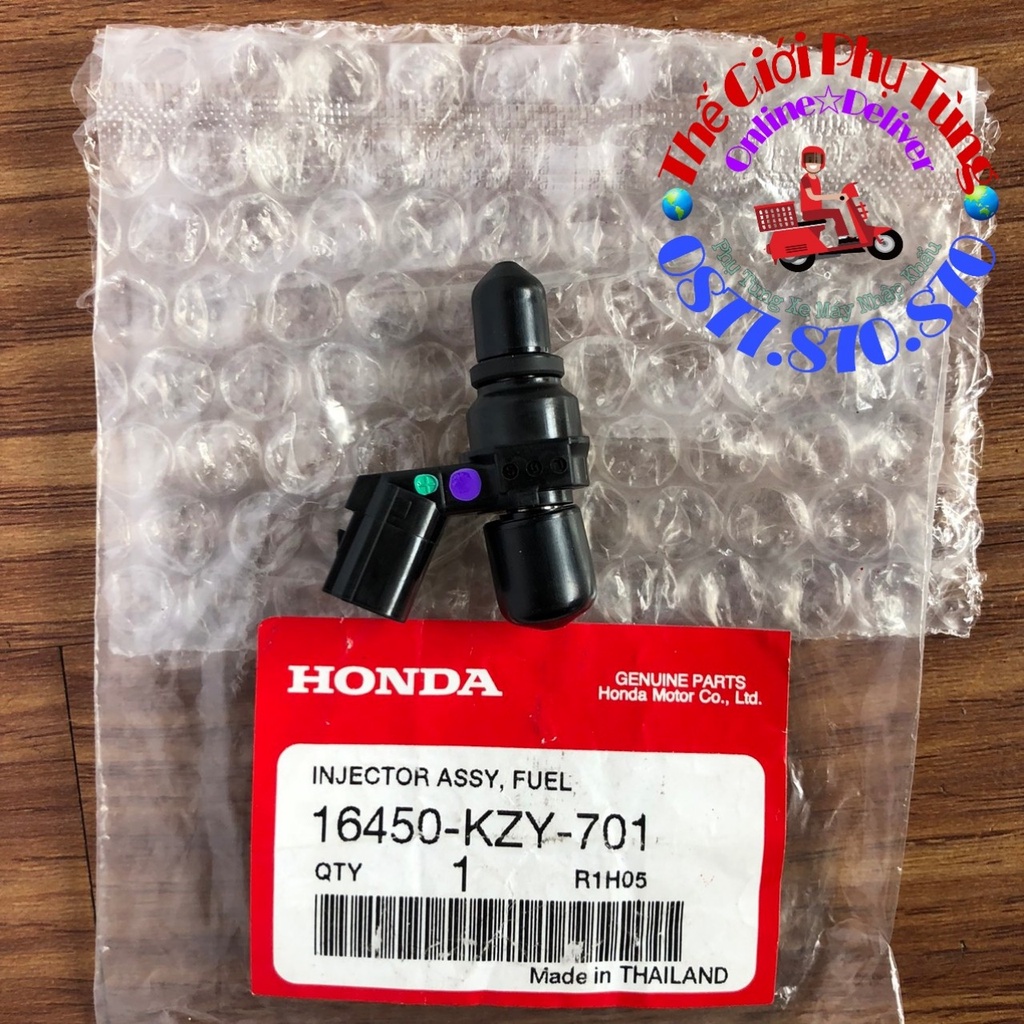 Thế Giới Phụ Tùng
Online☆Deliver
Phụ Tùng Xe Máy Nhập Khẩu
0877.870.870
HONDA
GENUINE PARTS
Honda Motor Co., Ltd.
INJECTOR ASSY, FUEL
16450-KZY-701
QTY 1 R1H05
Made in THAILAND